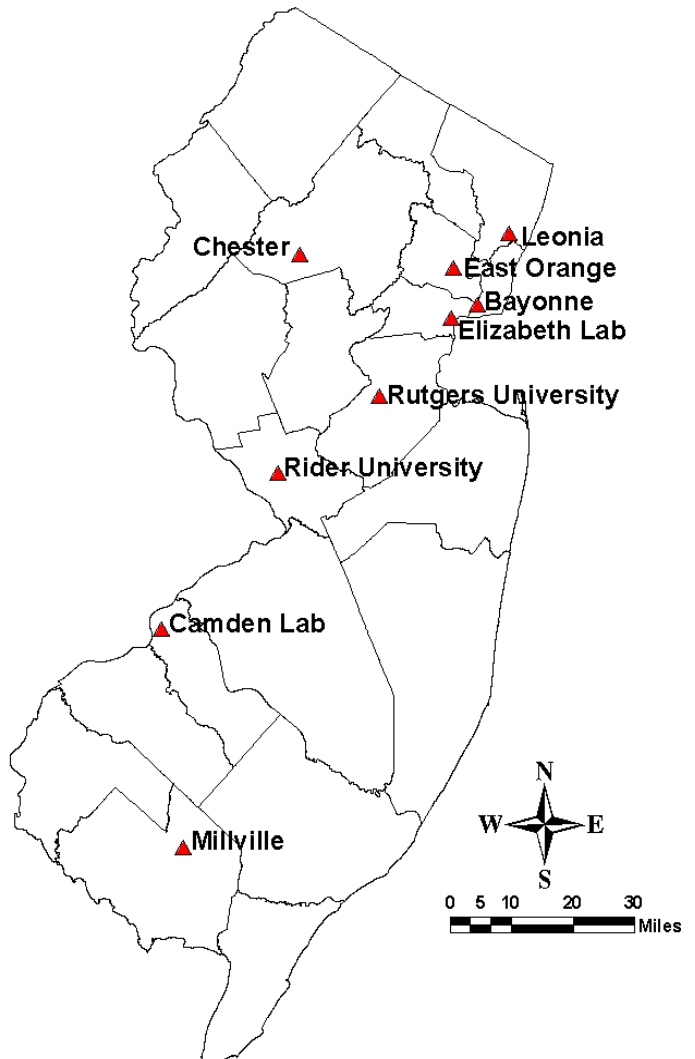 Leonia
Chester
East Orange
Bayonne
Elizabeth Lab
Rutgers University
Rider University
Camden Lab
N
W E
S
Millville
0 5 10 20 30
Miles